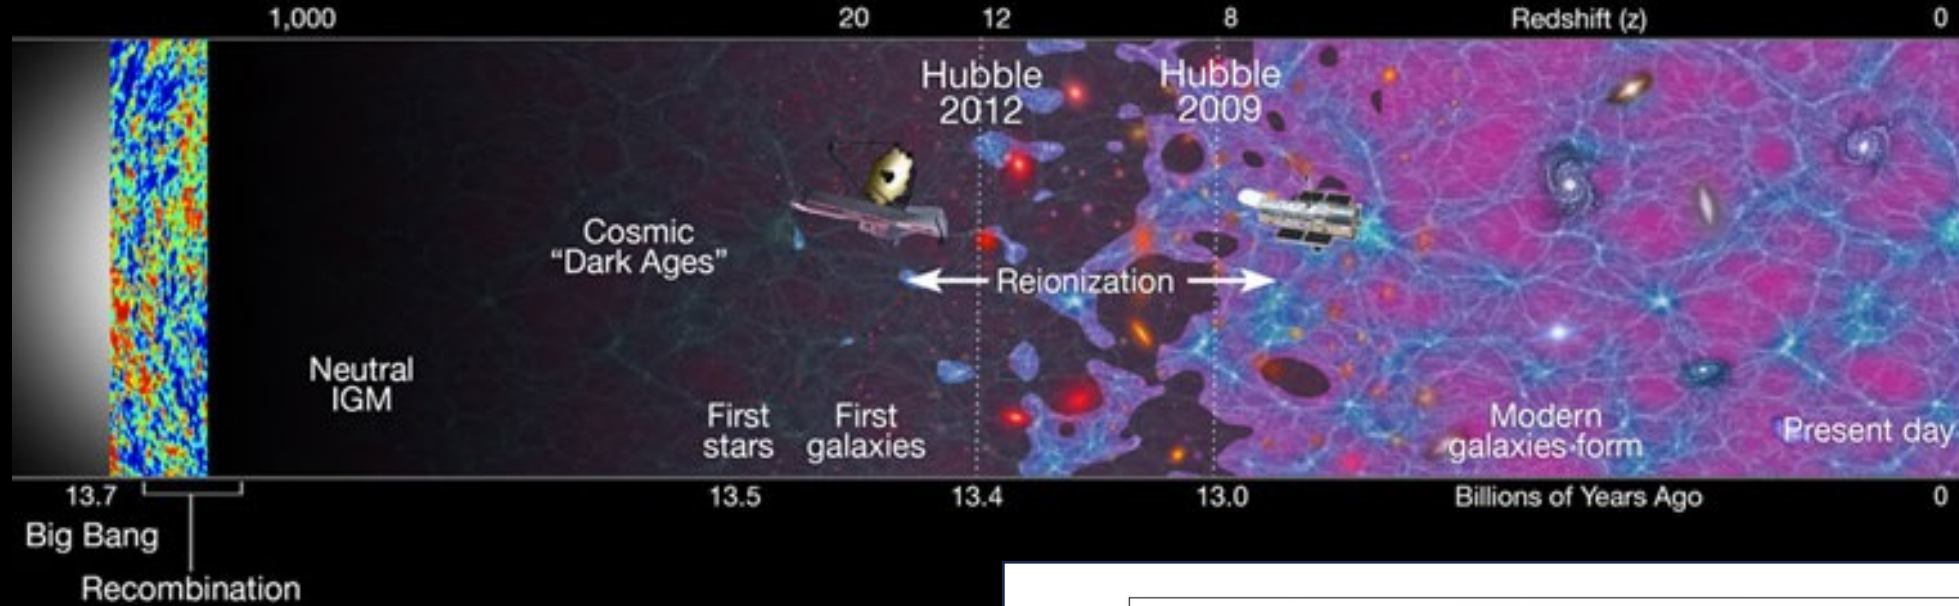 1,000 20 12 8 Redshift (z) 0
Hubble
2012
Hubble
2009
Cosmic
“Dark Ages”
Reionization
Neutral
IGM
First
stars
First
galaxies
Modern
galaxies form
Present day
13.7 13.5 13.4 13.0 Billions of Years Ago 0
Big Bang
Recombination